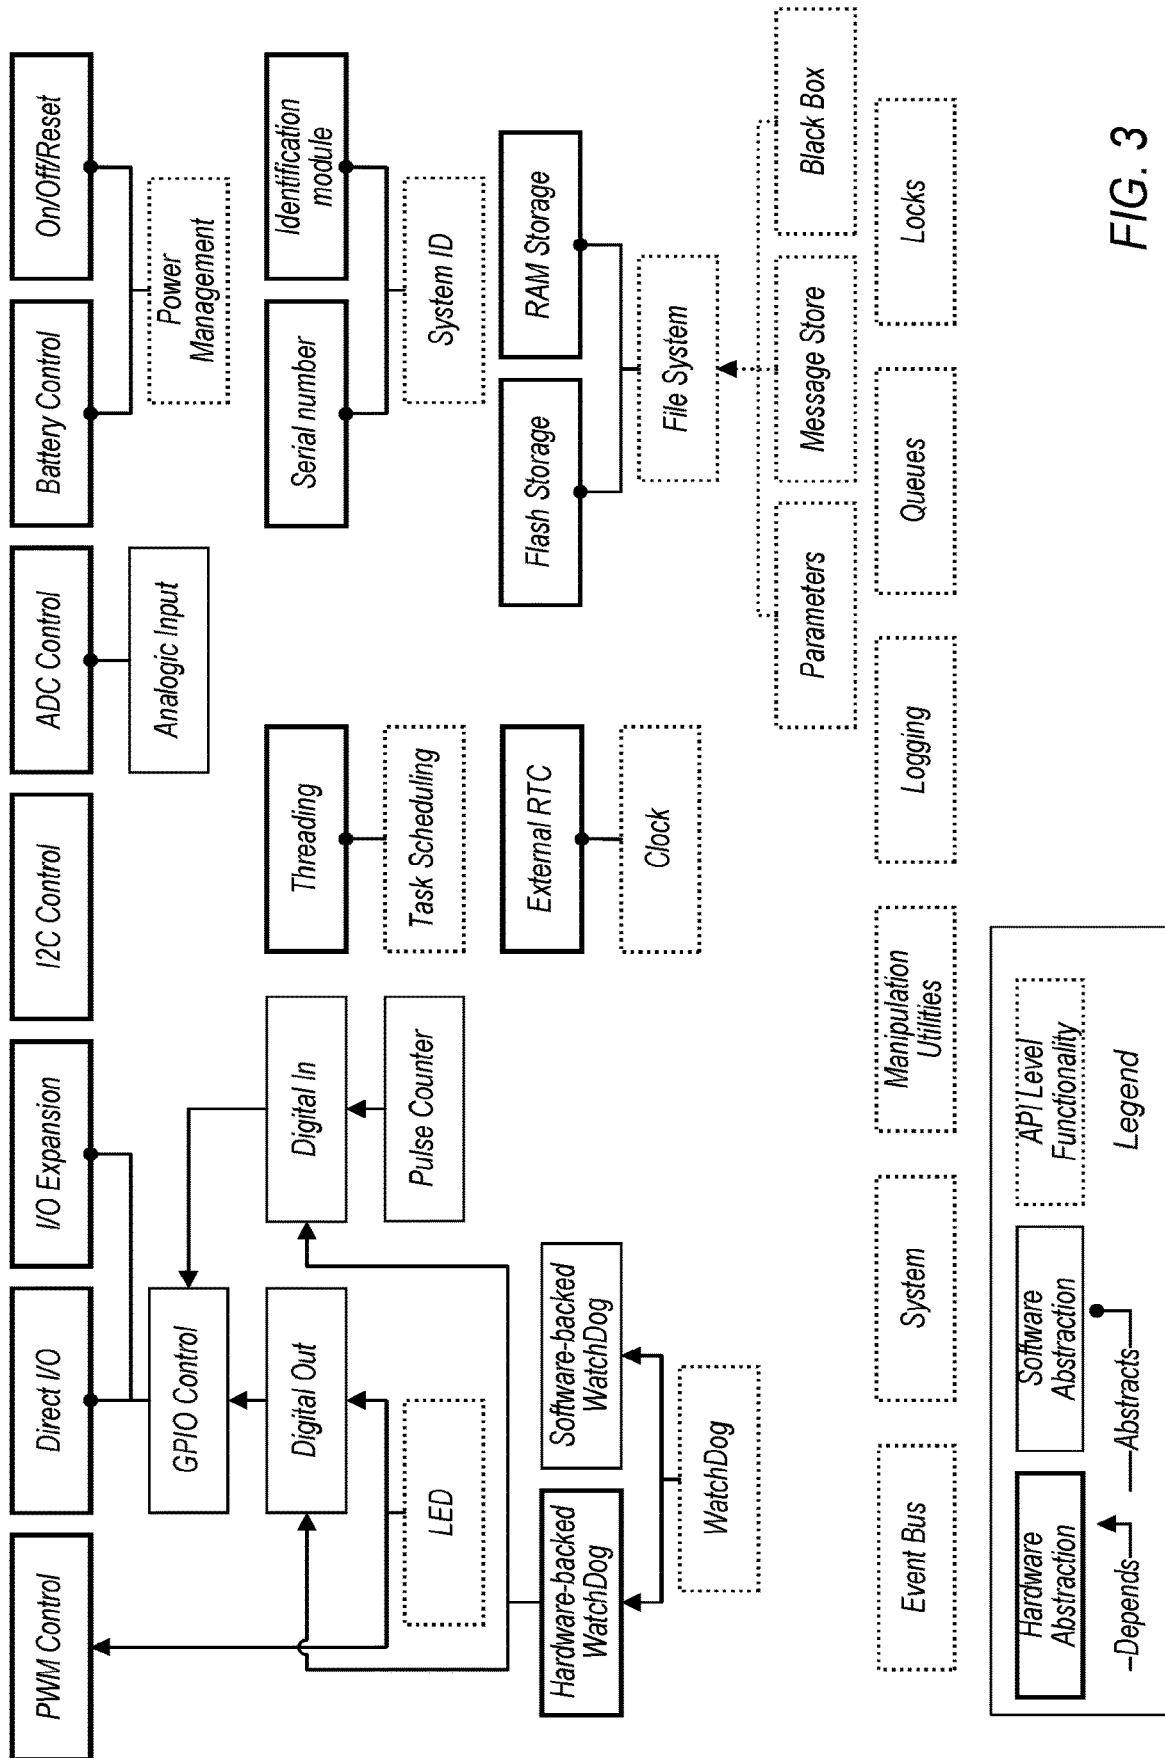 PWM Control
Direct I/O
I/O Expansion
I2C Control
ADC Control
Battery Control
On/Off/Reset
GPIO Control
Analogic Input
Power
Management
Digital Out
Digital In
Threading
Serial number
Identification
module
LED
Pulse Counter
Task Scheduling
System ID
Hardware-backed
WatchDog
Software-backed
WatchDog
External RTC
Flash Storage
RAM Storage
WatchDog
Clock
File System
Parameters
Message Store
Black Box
Event Bus
System
Manipulation
Utilities
Logging
Queues
Locks
Hardware
Abstraction
Software
Abstraction
API Level
Functionality
Depends
Abstracts
Legend
FIG. 3